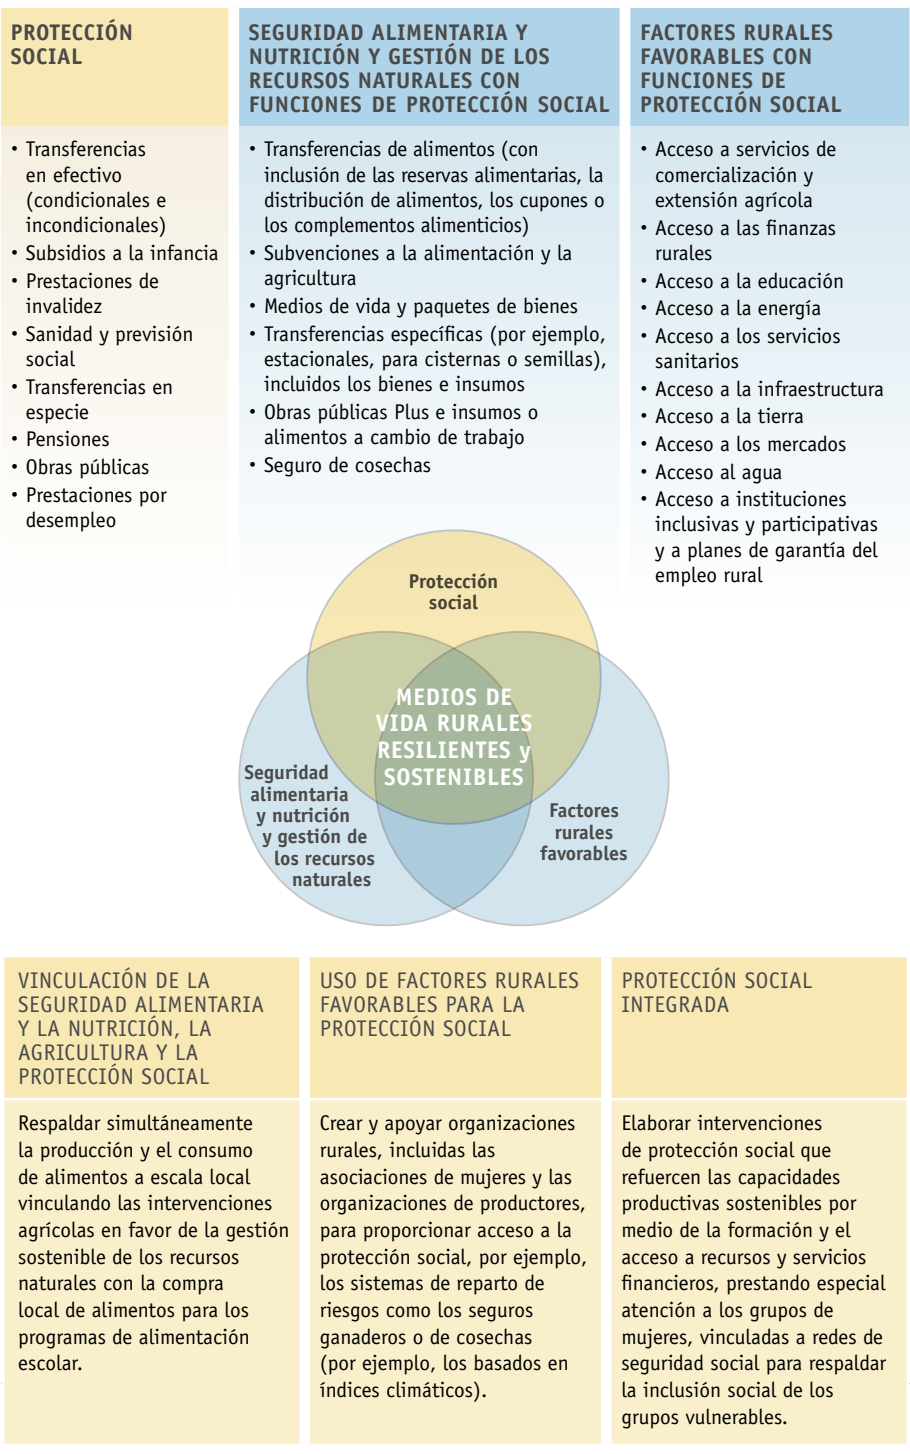 PROTECCIÓN
SOCIAL
• Transferencias
en efectivo
(condicionales e
incondicionales)
• Subsidios a la infancia
• Prestaciones de
invalidez
• Sanidad y previsión
social
• Transferencias en
especie
• Pensiones
• Obras públicas
• Prestaciones por
desempleo
SEGURIDAD ALIMENTARIA Y
NUTRICIÓN Y GESTIÓN DE LOS
RECURSOS NATURALES CON
FUNCIONES DE PROTECCIÓN SOCIAL
• Transferencias de alimentos (con
inclusión de las reservas alimentarias, la
distribución de alimentos, los cupones o
los complementos alimenticios)
• Subvenciones a la alimentación y la
agricultura
• Medios de vida y paquetes de bienes
• Transferencias específicas (por ejemplo,
estacionales, para cisternas o semillas),
incluidos los bienes e insumos
• Obras públicas Plus e insumos o
alimentos a cambio de trabajo
• Seguro de cosechas
FACTORES RURALES
FAVORABLES CON
FUNCIONES DE
PROTECCIÓN SOCIAL
• Acceso a servicios de
comercialización y
extensión agrícola
• Acceso a las finanzas
rurales
• Acceso a la educación
• Acceso a la energía
• Acceso a los servicios
sanitarios
• Acceso a la infraestructura
• Acceso a la tierra
• Acceso a los mercados
• Acceso al agua
• Acceso a instituciones
inclusivas y participativas
y a planes de garantía del
empleo rural
Protección
social
MEDIOS DE
VIDA RURALES
RESILIENTES y
SOSTENIBLES
Seguridad
alimentaria
y nutrición
y gestión de
los recursos
naturales
Factores
rurales
favorables
VINCULACIÓN DE LA
SEGURIDAD ALIMENTARIA
Y LA NUTRICIÓN, LA
AGRICULTURA Y LA
PROTECCIÓN SOCIAL
Respaldar simultáneamente
la producción y el consumo
de alimentos a escala local
vinculando las intervenciones
agrícolas en favor de la gestión
sostenible de los recursos
naturales con la compra
local de alimentos para los
programas de alimentación
escolar.
USO DE FACTORES RURALES
FAVORABLES PARA LA
PROTECCIÓN SOCIAL
Crear y apoyar organizaciones
rurales, incluidas las
asociaciones de mujeres y las
organizaciones de productores,
para proporcionar acceso a la
protección social, por ejemplo,
los sistemas de reparto de
riesgos como los seguros
ganaderos o de cosechas
(por ejemplo, los basados en
índices climáticos).
PROTECCIÓN SOCIAL
INTEGRADA
Elaborar intervenciones
de protección social que
refuercen las capacidades
productivas sostenibles por
medio de la formación y el
acceso a recursos y servicios
financieros, prestando especial
atención a los grupos de
mujeres, vinculadas a redes de
seguridad social para respaldar
la inclusión social de los
grupos vulnerables.